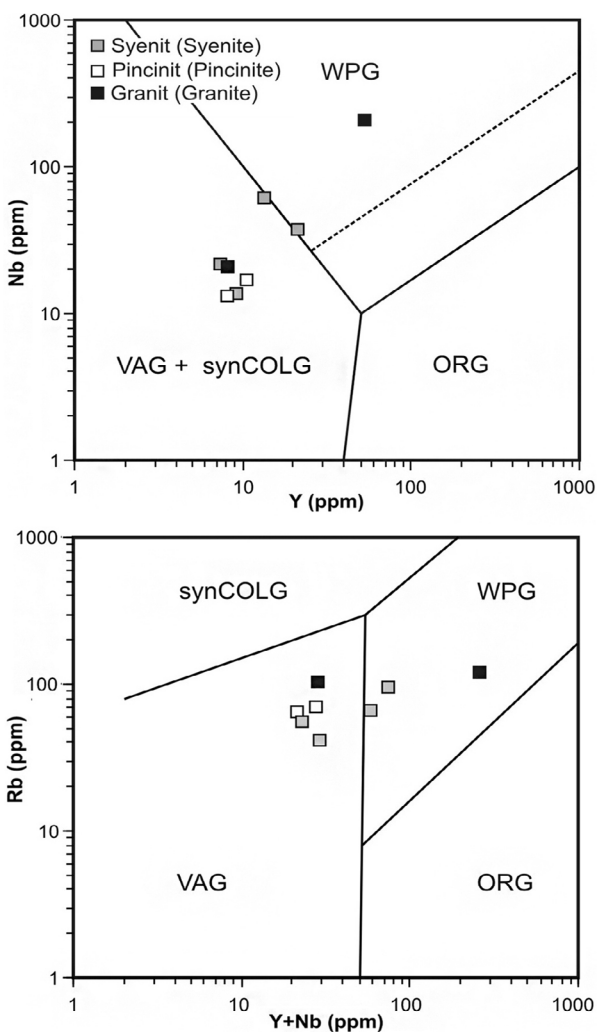 1000
Syenit (Syenite)
Pincinit (Pincinite)
Granit (Granite)
WPG
100
Nb (ppm)
10
VAG + synCOLG
ORG
1
1
10
100
1000
Y (ppm)
1000
synCOLG
WPG
100
Rb (ppm)
10
VAG
ORG
1
1
10
100
1000
Y+Nb (ppm)